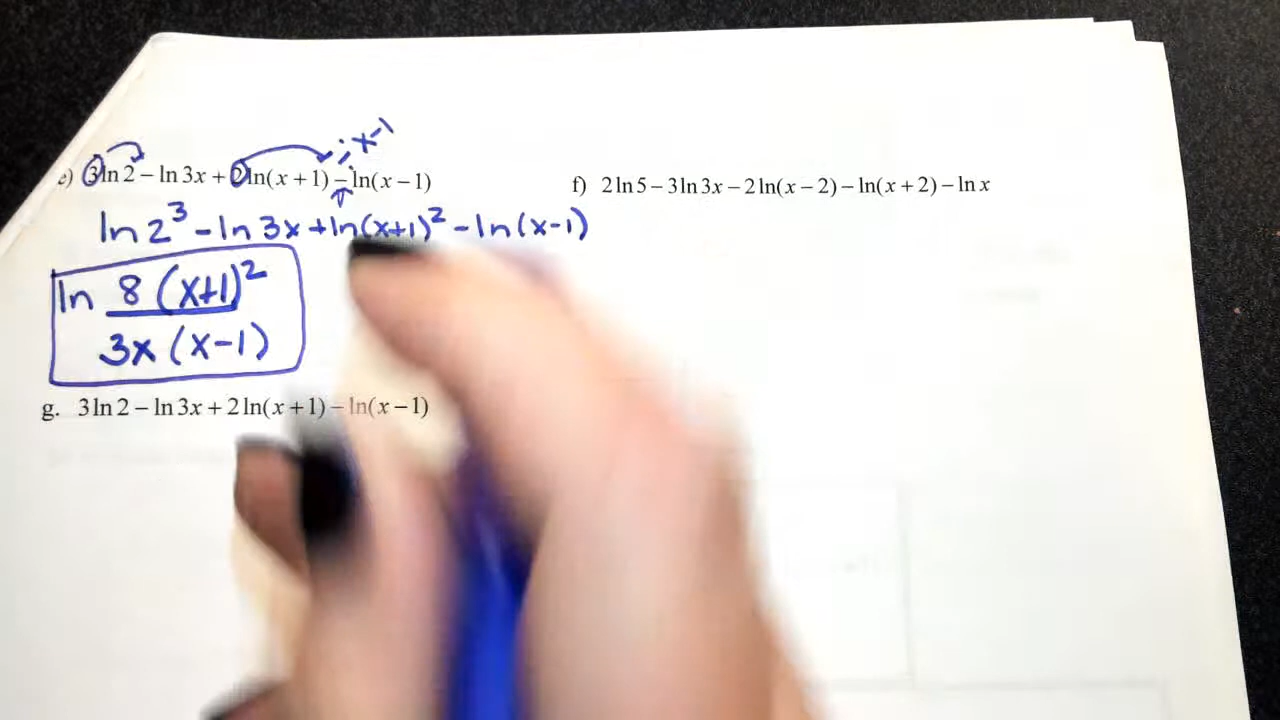 ÷ x⁻¹
e) 3ln 2 – ln 3x + 2ln(x + 1) – ln(x – 1)
f) 2 ln 5 – 3 ln 3x – 2 ln(x – 2) – ln(x + 2) – ln x
ln 2³ - ln 3x + ln(x+1)² - ln(x-1)
ln 8(x+1)²
3x(x-1)
g. 3 ln 2 – ln 3x + 2 ln(x + 1) – ln(x – 1)